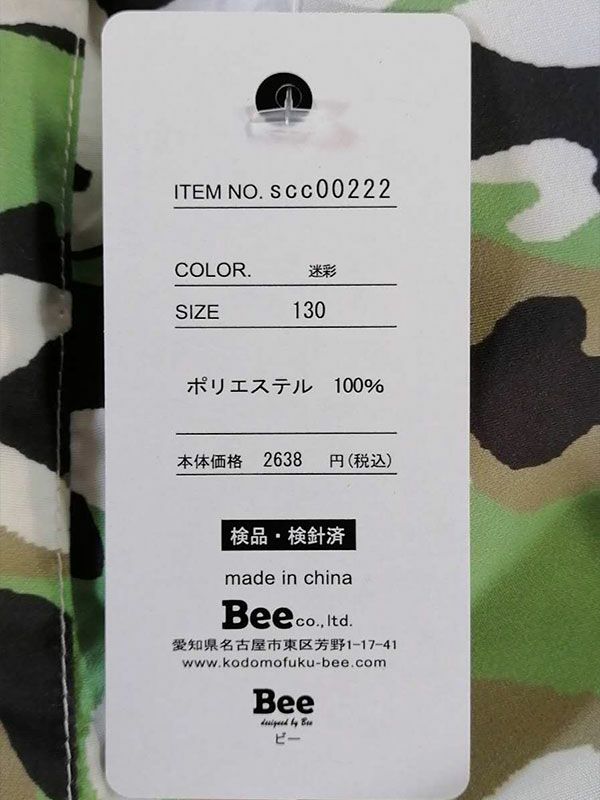 ITEM NO. scc00222
COLOR. 迷彩
SIZE 130
ポリエステル 100%
本体価格 2638 円(税込)
検品・検針済
made in china
Bee co.,ltd.
愛知県名古屋市東区芳野1-17-41
www.kodomofuku-bee.com
Bee
designed by Bee
ビー